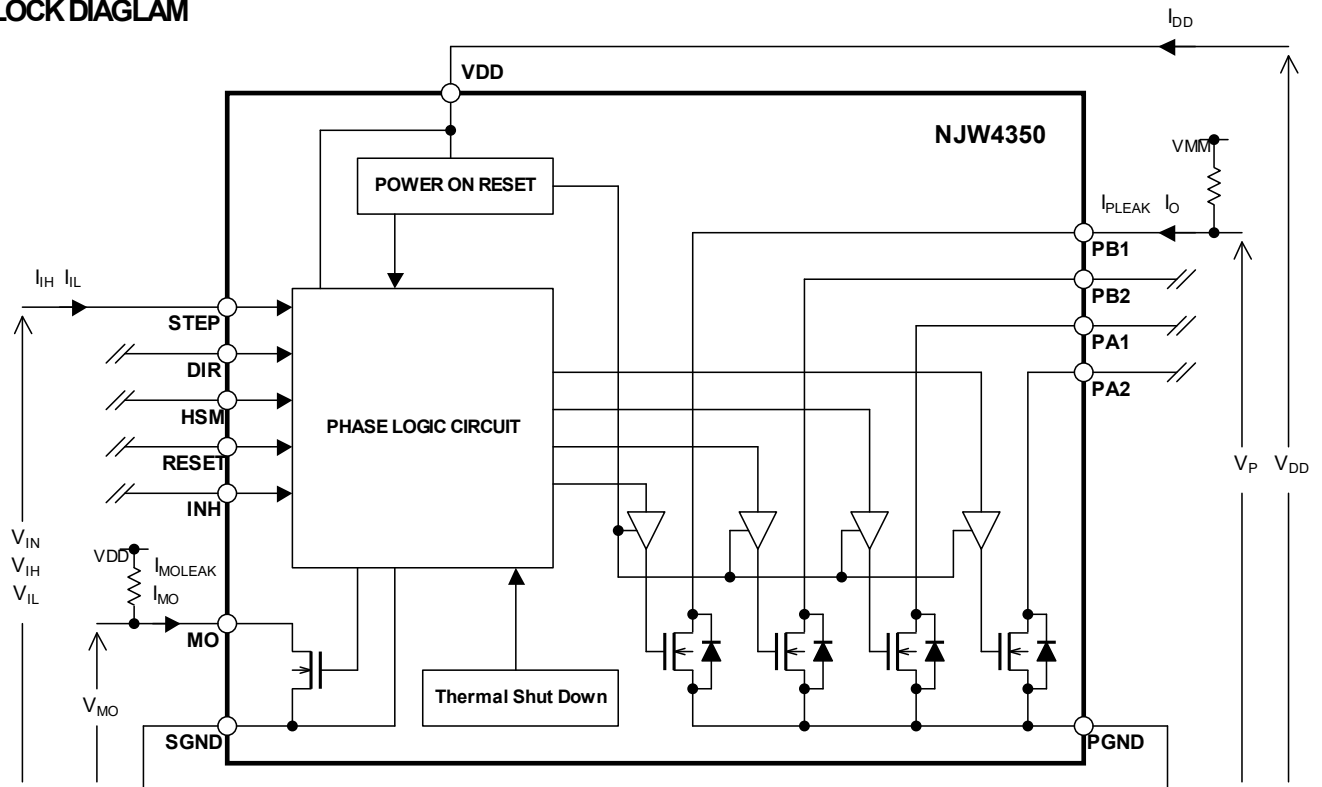 LOCK DIAGLAM
IDD
VDD
NJW4350
VMM
POWER ON RESET
IPLEAK IO
PB1
IIH IIL
STEP
PB2
DIR
PA1
HSM
PA2
PHASE LOGIC CIRCUIT
RESET
INH
VP VDD
VIN
VIH
VIL
VDD
IMOLEAK
IMO
MO
Thermal Shut Down
VMO
SGND
PGND